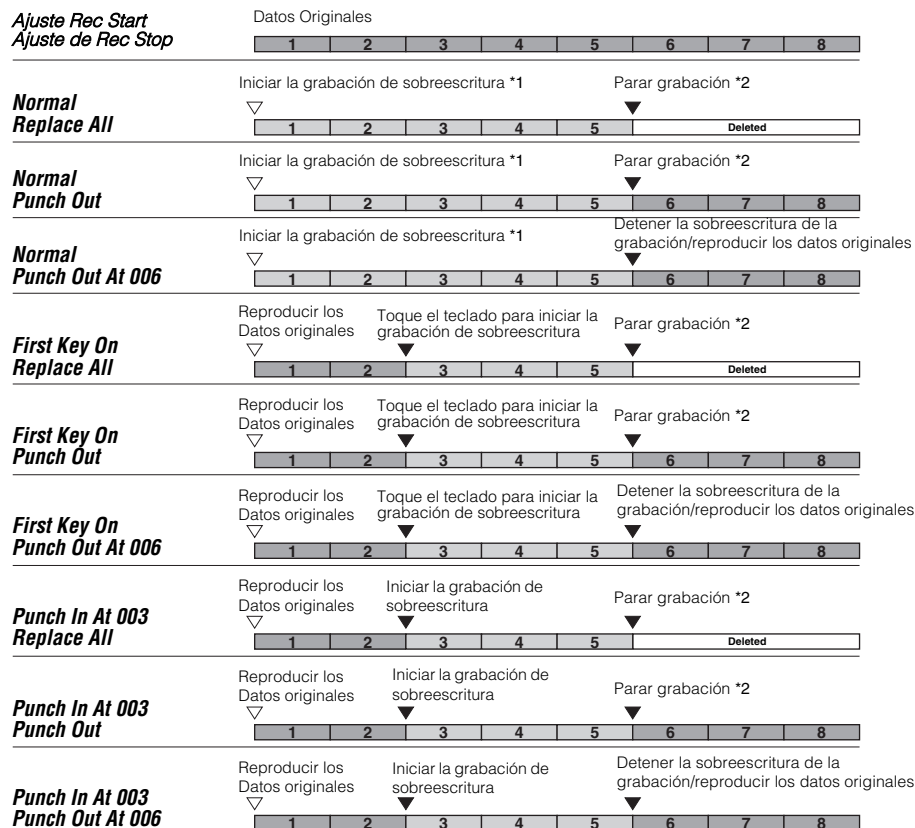 Ajuste Rec Start
Ajuste de Rec Stop
Datos Originales
1 2 3 4 5 6 7 8
Normal
Replace All
Iniciar la grabación de sobreescritura *1
Parar grabación *2
1 2 3 4 5 Deleted
Normal
Punch Out
Iniciar la grabación de sobreescritura *1
Parar grabación *2
1 2 3 4 5 6 7 8
Normal
Punch Out At 006
Iniciar la grabación de sobreescritura *1
Detener la sobreescritura de la
grabación/reproducir los datos originales
1 2 3 4 5 6 7 8
First Key On
Replace All
Reproducir los
Datos originales
Toque el teclado para iniciar la
grabación de sobreescritura
Parar grabación *2
1 2 3 4 5 Deleted
First Key On
Punch Out
Reproducir los
Datos originales
Toque el teclado para iniciar la
grabación de sobreescritura
Parar grabación *2
1 2 3 4 5 6 7 8
First Key On
Punch Out At 006
Reproducir los
Datos originales
Toque el teclado para iniciar la
grabación de sobreescritura
Detener la sobreescritura de la
grabación/reproducir los datos originales
1 2 3 4 5 6 7 8
Punch In At 003
Replace All
Reproducir los
Datos originales
Iniciar la grabación de
sobreescritura
Parar grabación *2
1 2 3 4 5 Deleted
Punch In At 003
Punch Out
Reproducir los
Datos originales
Iniciar la grabación de
sobreescritura
Parar grabación *2
1 2 3 4 5 6 7 8
Punch In At 003
Punch Out At 006
Reproducir los
Datos originales
Iniciar la grabación de
sobreescritura
Detener la sobreescritura de la
grabación/reproducir los datos originales
1 2 3 4 5 6 7 8